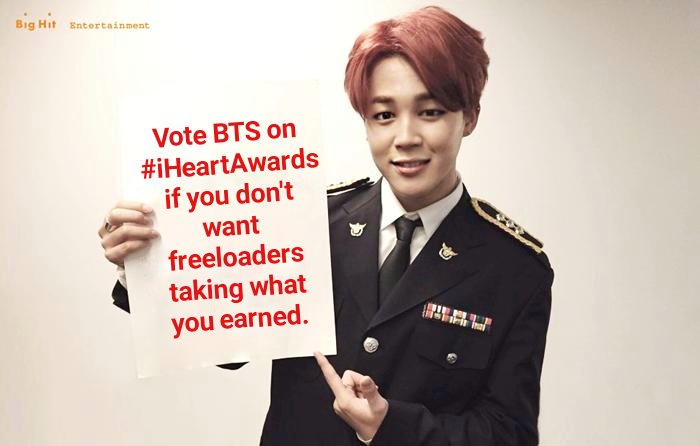 Big Hit Entertainment
Vote BTS on
#iHeartAwards
if you don't
want
freeloaders
taking what
you earned.